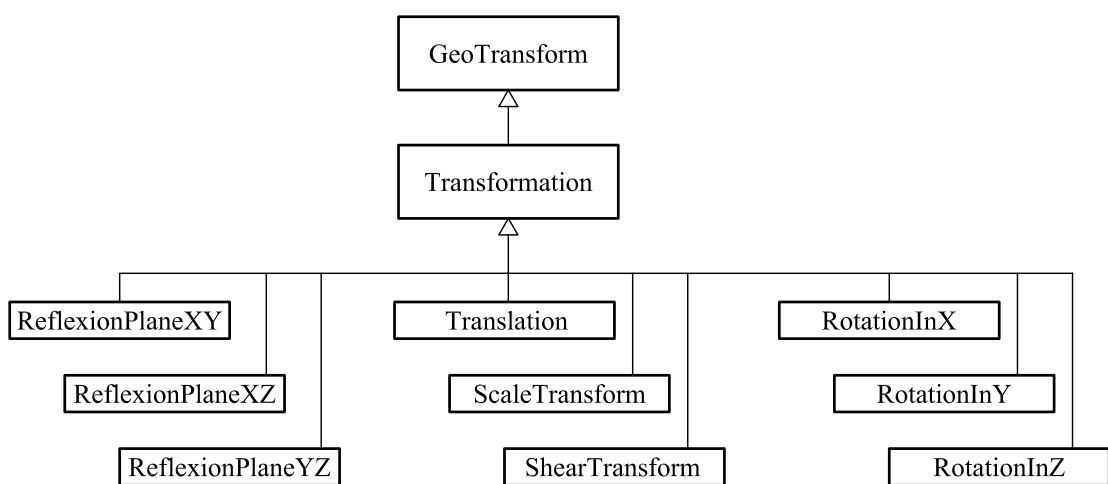 GeoTransform
Transformation
ReflexionPlaneXY
Translation
RotationInX
ReflexionPlaneXZ
ScaleTransform
RotationInY
ReflexionPlaneYZ
ShearTransform
RotationInZ